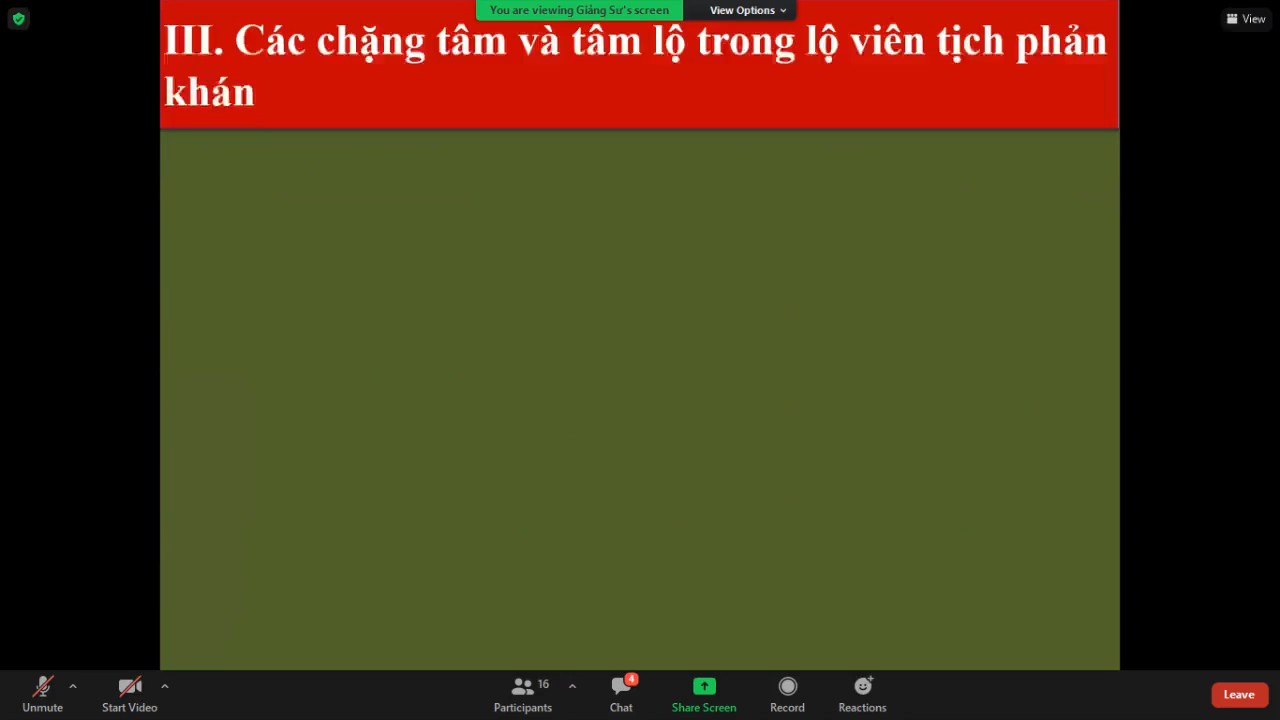 You are viewing Giảng Sư's screen
View Options
View
III. Các chặng tâm và tâm lộ trong lộ viên tịch phản
khán
Unmute
Start Video
16
Participants
4
Chat
Share Screen
Record
Reactions
Leave